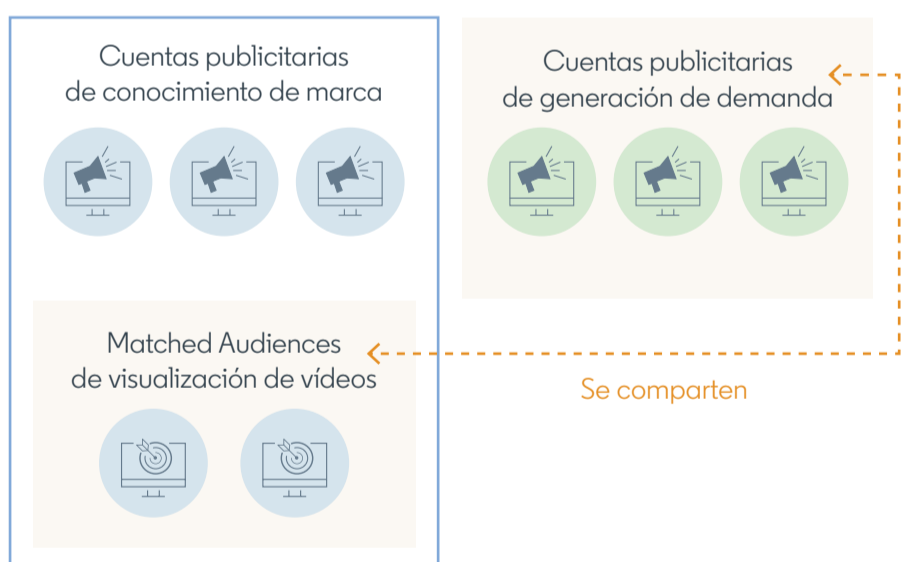 Cuentas publicitarias
de conocimiento de marca
Cuentas publicitarias
de generación de demanda
Matched Audiences
de visualización de vídeos
Se comparten